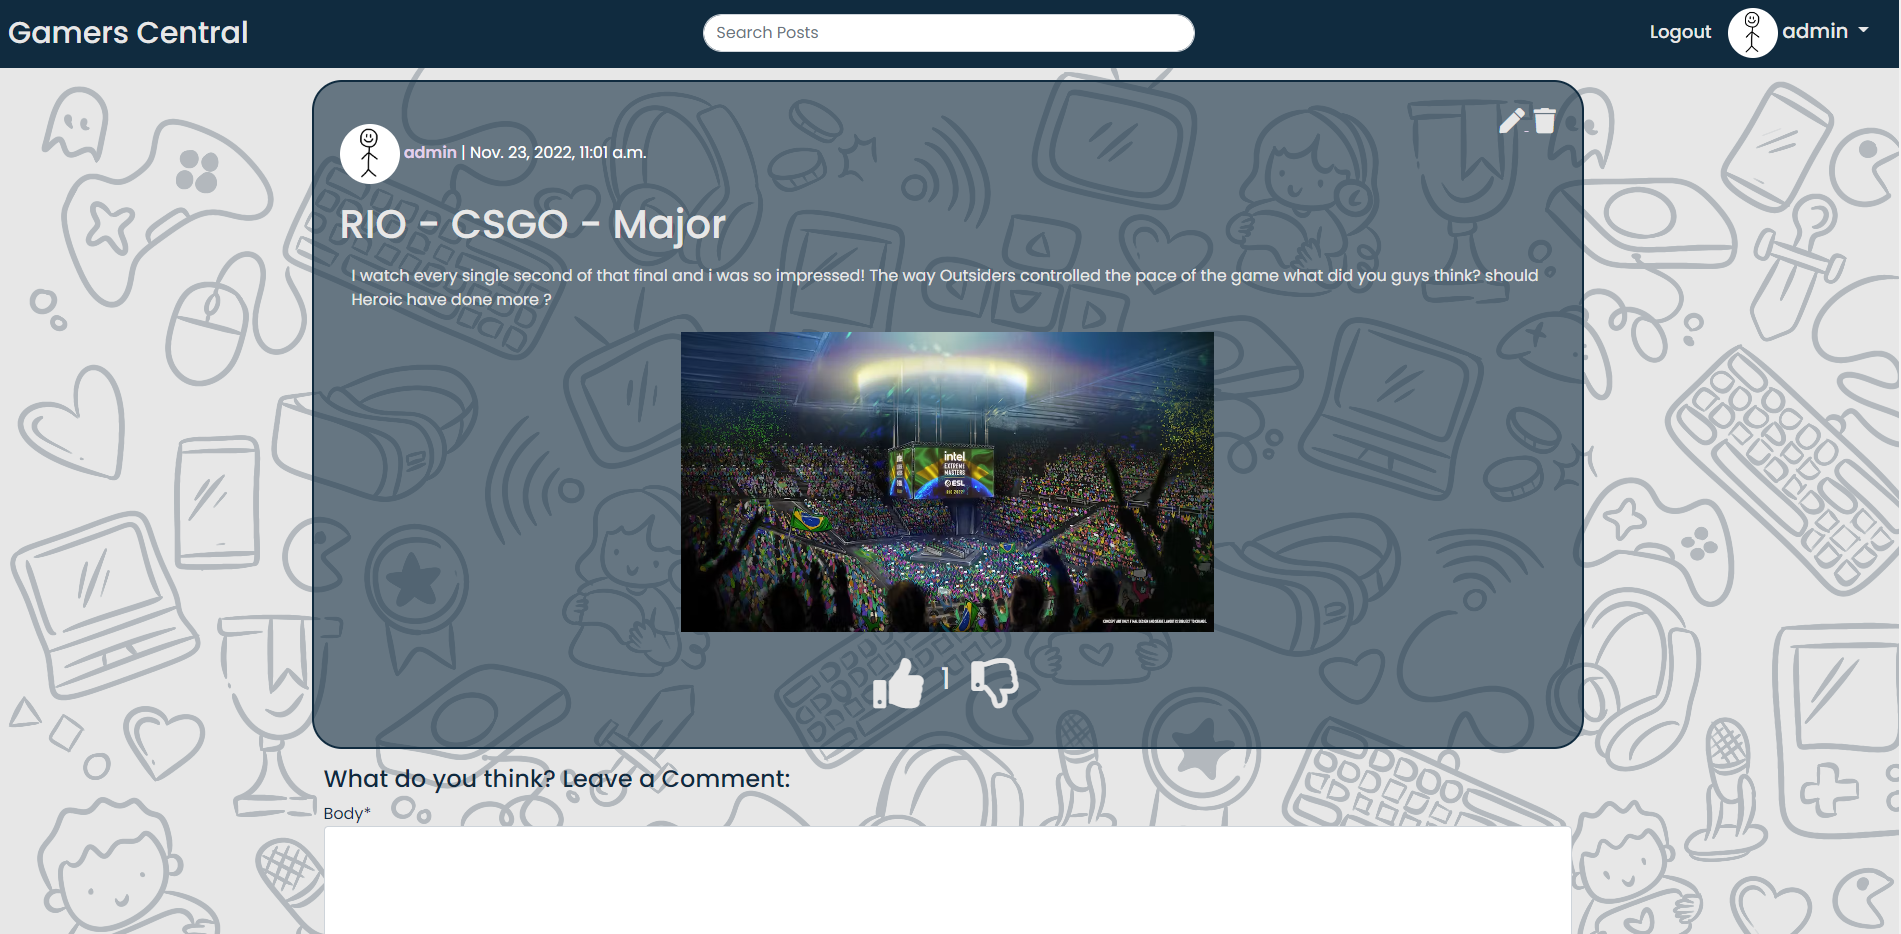 Gamers Central
Search Posts
Logout
admin
admin | Nov. 23, 2022, 11:01 a.m.
RIO - CSGO - Major
I watch every single second of that final and i was so impressed! The way Outsiders controlled the pace of the game what did you guys think? should
Heroic have done more ?
intel
EXTREME
MASTERS
ESL
RIO 2022
1
What do you think? Leave a Comment:
Body*